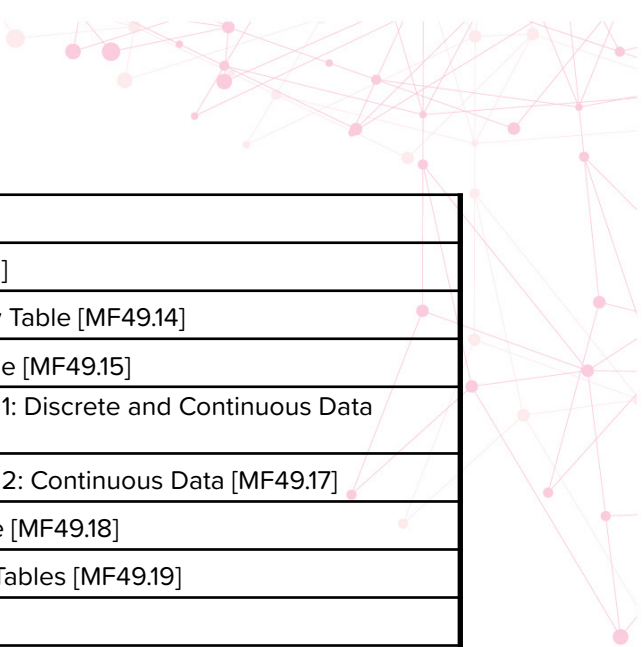 ]
Table [MF49.14]
e [MF49.15]
1: Discrete and Continuous Data
2: Continuous Data [MF49.17]
e [MF49.18]
Tables [MF49.19]